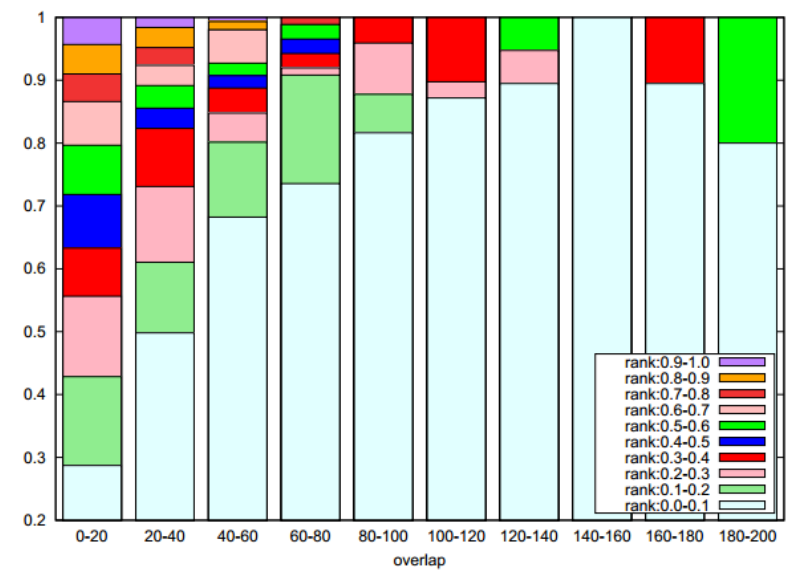 1
0.9
0.8
0.7
0.6
0.5
0.4
0.3
0.2
rank:0.9-1.0
rank:0.8-0.9
rank:0.7-0.8
rank:0.6-0.7
rank:0.5-0.6
rank:0.4-0.5
rank:0.3-0.4
rank:0.2-0.3
rank:0.1-0.2
rank:0.0-0.1
0-20 20-40 40-60 60-80 80-100 100-120 120-140 140-160 160-180 180-200
overlap